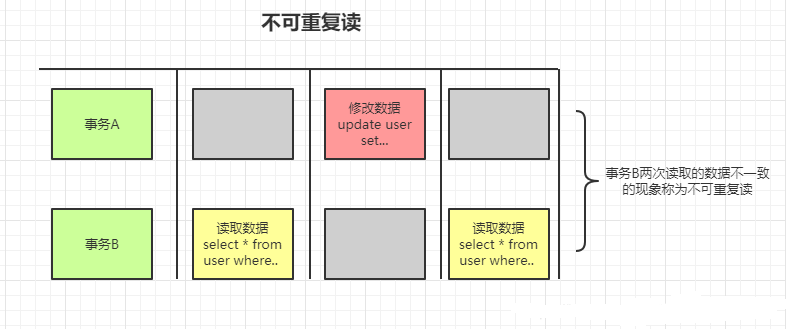 不可重复读
事务A
修改数据
update user
set...
事务B两次读取的数据不一致
的现象称为不可重复读
事务B
读取数据
select * from
user where..
读取数据
select * from
user where..